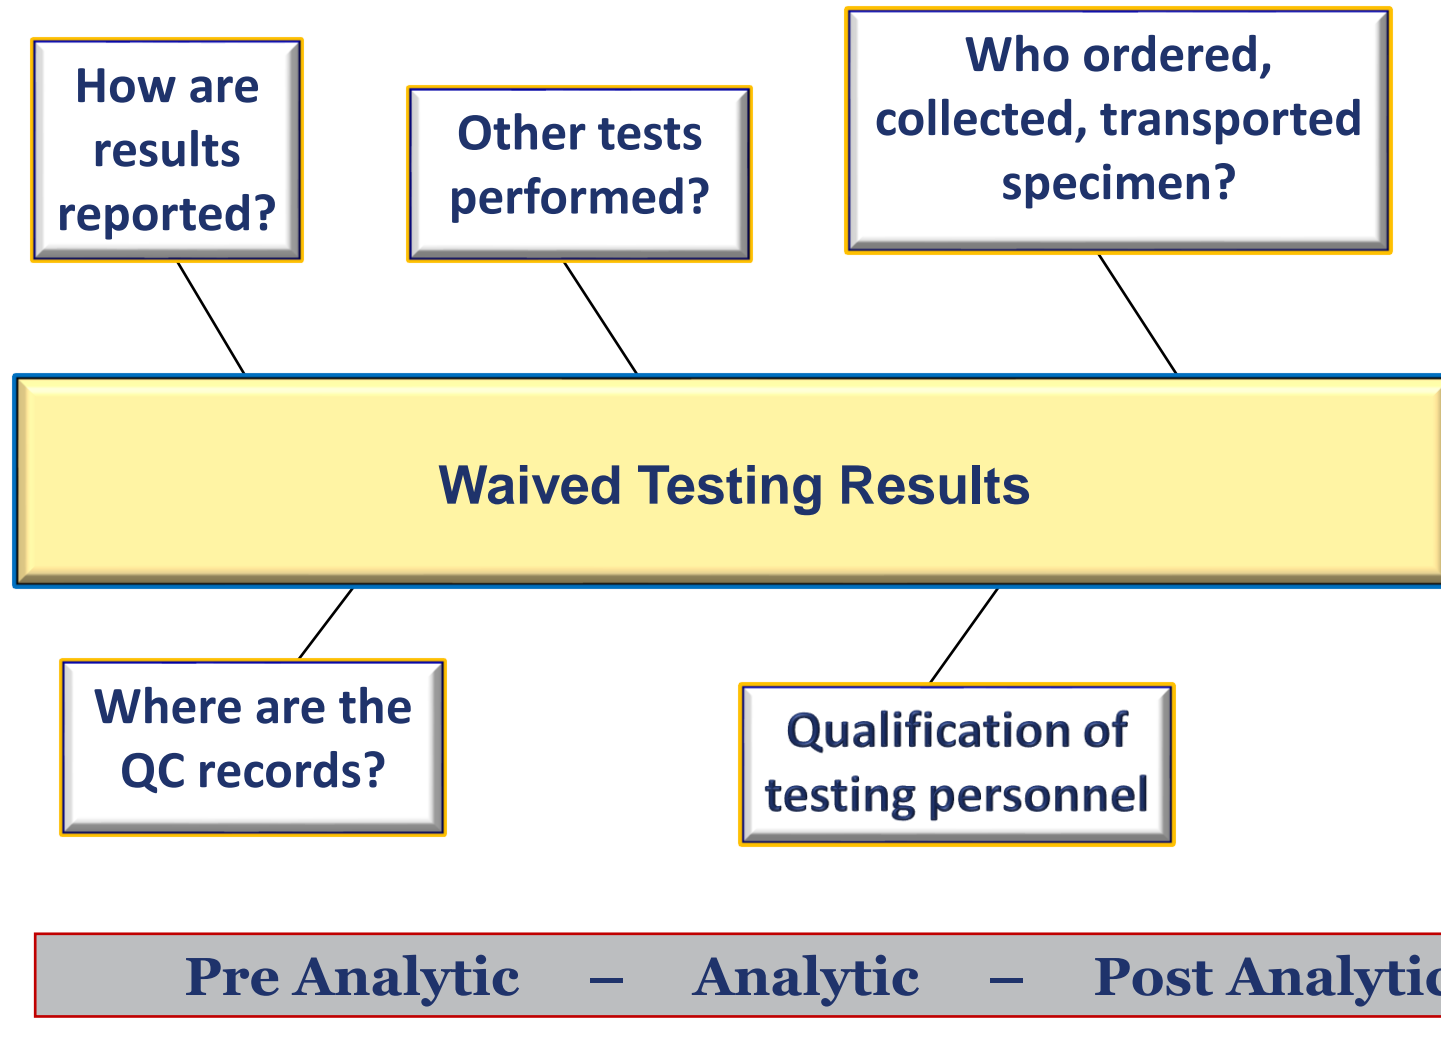 How are
results
reported?
Other tests
performed?
Who ordered,
collected, transported
specimen?
Waived Testing Results
Where are the
QC records?
Qualification of
testing personnel
Pre Analytic – Analytic – Post Analytic